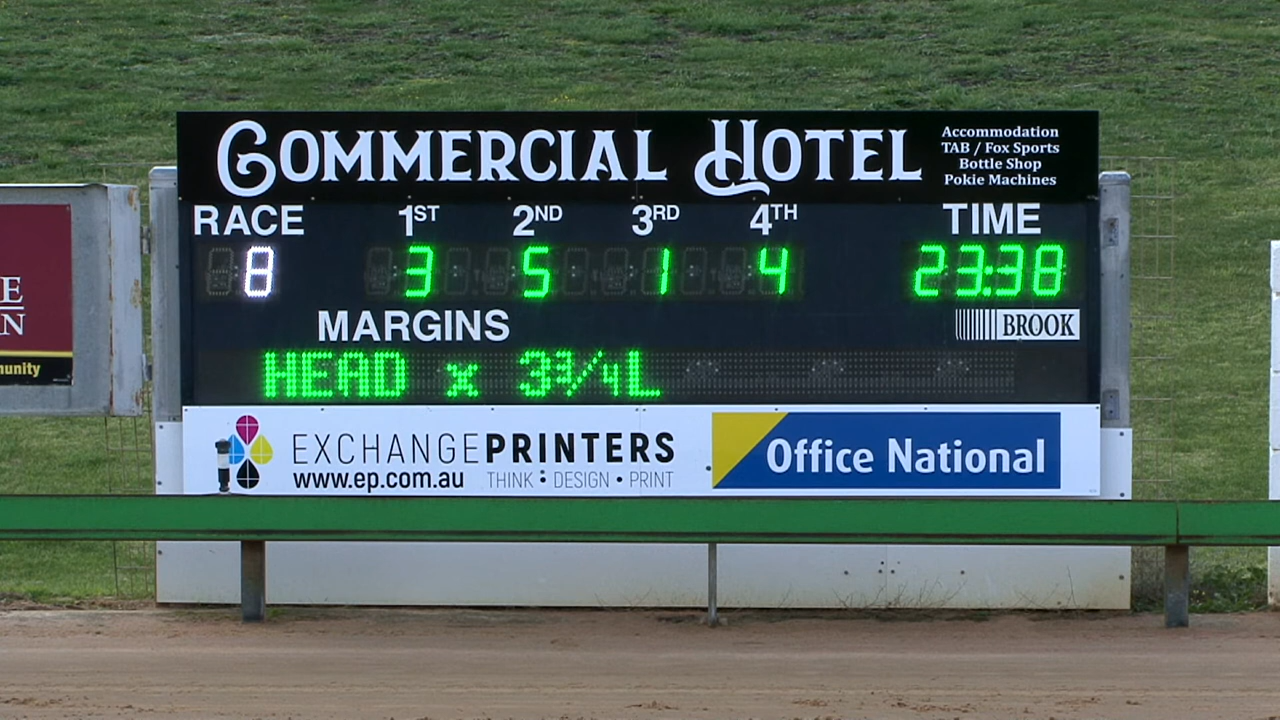 COMMERCIAL HOTEL
Accommodation
TAB / Fox Sports
Bottle Shop
Pokie Machines
RACE 1ST 2ND 3RD 4TH TIME
8 3 5 1 4 23:38
MARGINS
BROOK
HEAD x 3¾L
EXCHANGEPRINTERS
www.ep.com.au THINK : DESIGN • PRINT
Office National
E
N
unity